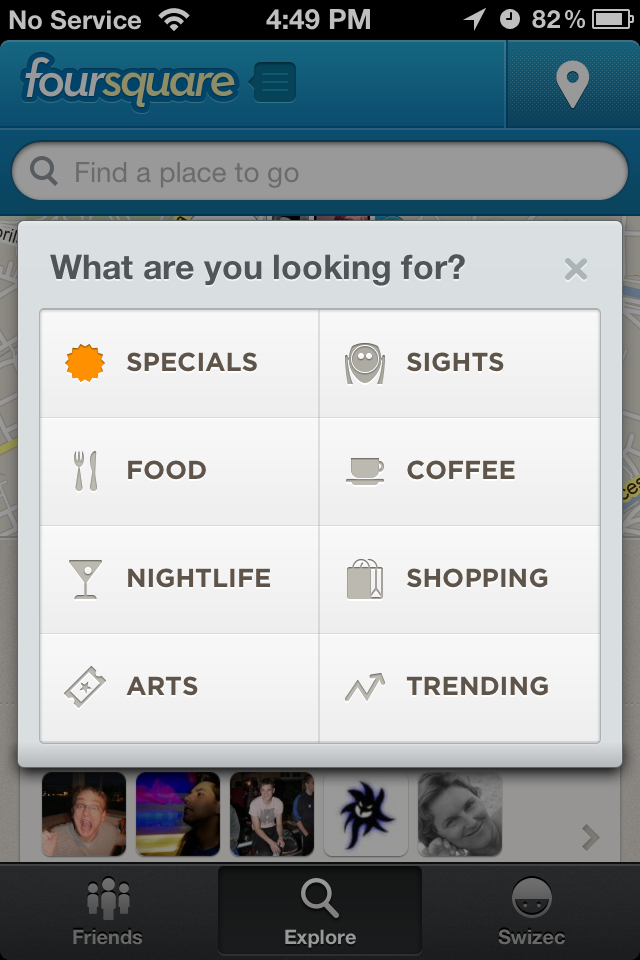 No Service 4:49 PM 82%
foursquare
Find a place to go
What are you looking for?
SPECIALS SIGHTS
FOOD COFFEE
NIGHTLIFE SHOPPING
ARTS TRENDING
Friends Explore Swizec